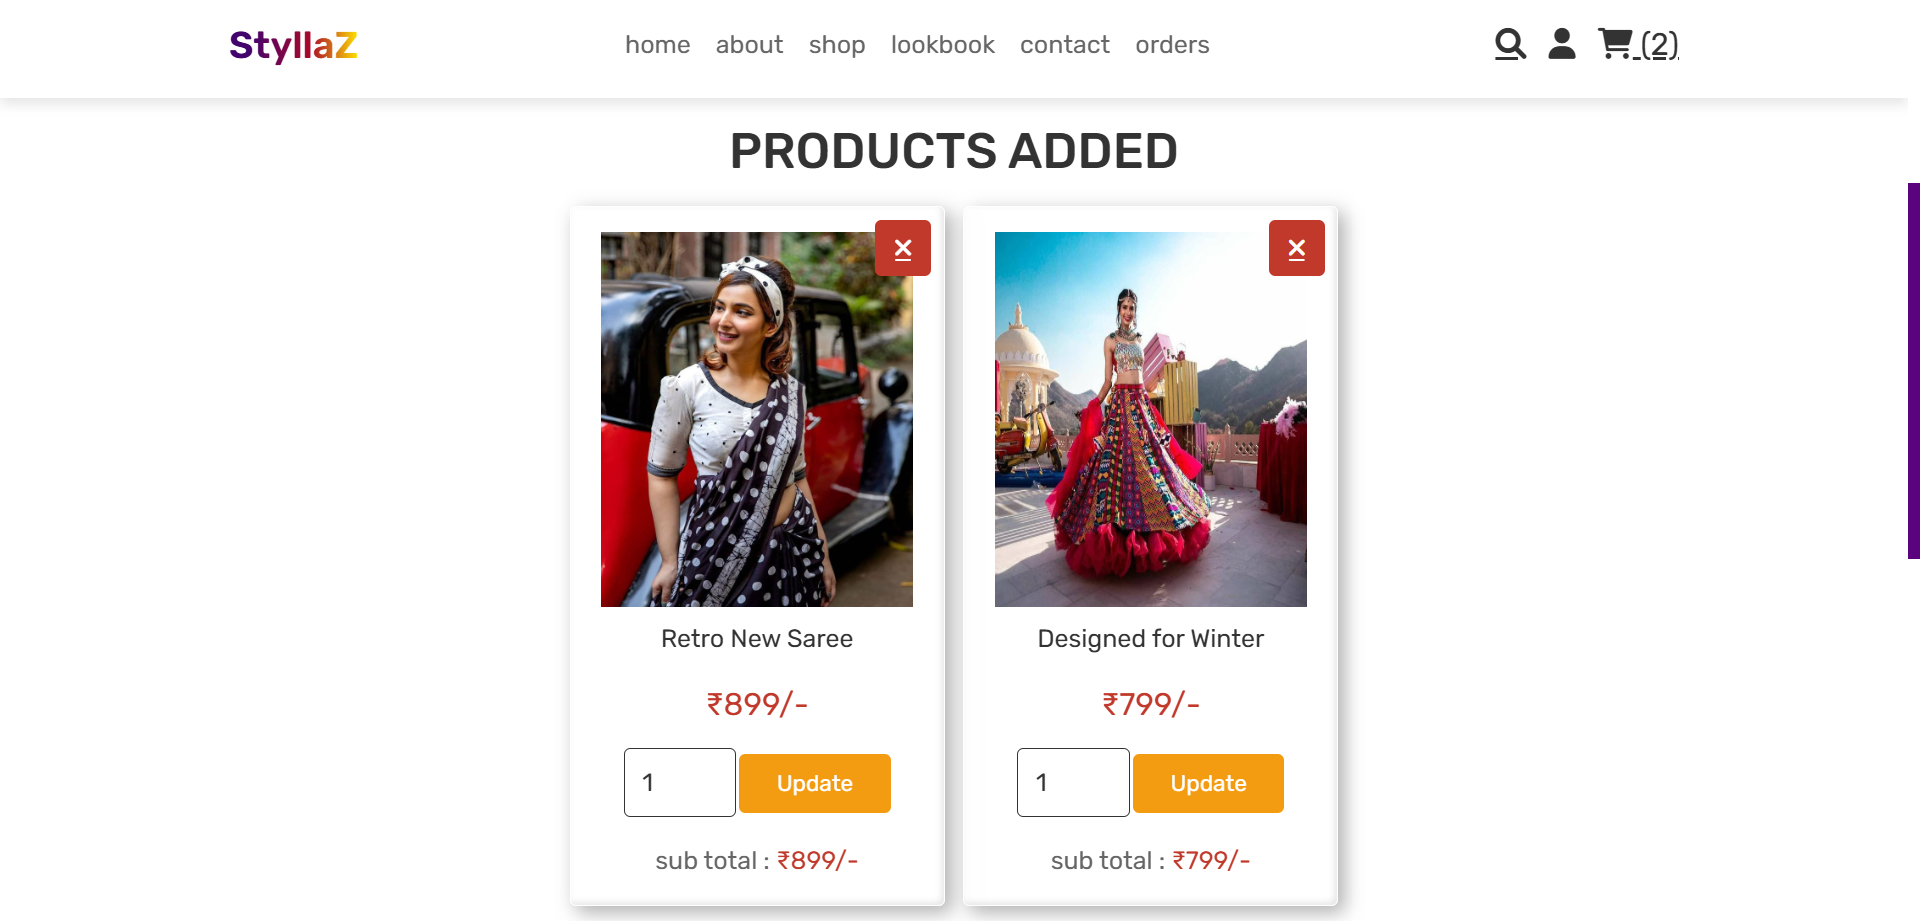 StyllaZ
home about shop lookbook contact orders
(2)
PRODUCTS ADDED
Retro New Saree
₹899/-
1 Update
sub total : ₹899/-
Designed for Winter
₹799/-
1 Update
sub total : ₹799/-